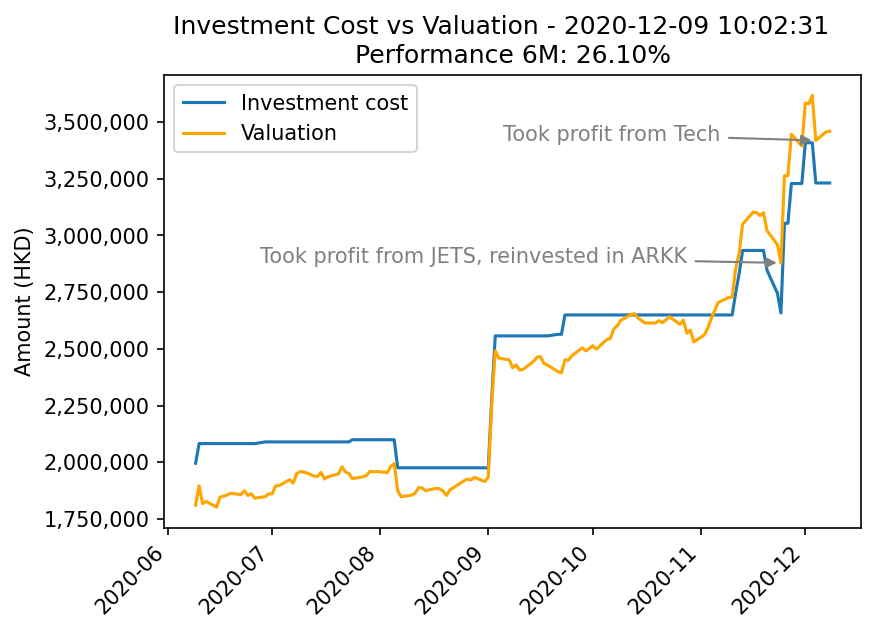 Investment Cost vs Valuation - 2020-12-09 10:02:31
Performance 6M: 26.10%
Investment cost
Valuation
Took profit from Tech
Took profit from JETS, reinvested in ARKK
Amount (HKD)
3,500,000
3,250,000
3,000,000
2,750,000
2,500,000
2,250,000
2,000,000
1,750,000
2020-06
2020-07
2020-08
2020-09
2020-10
2020-11
2020-12